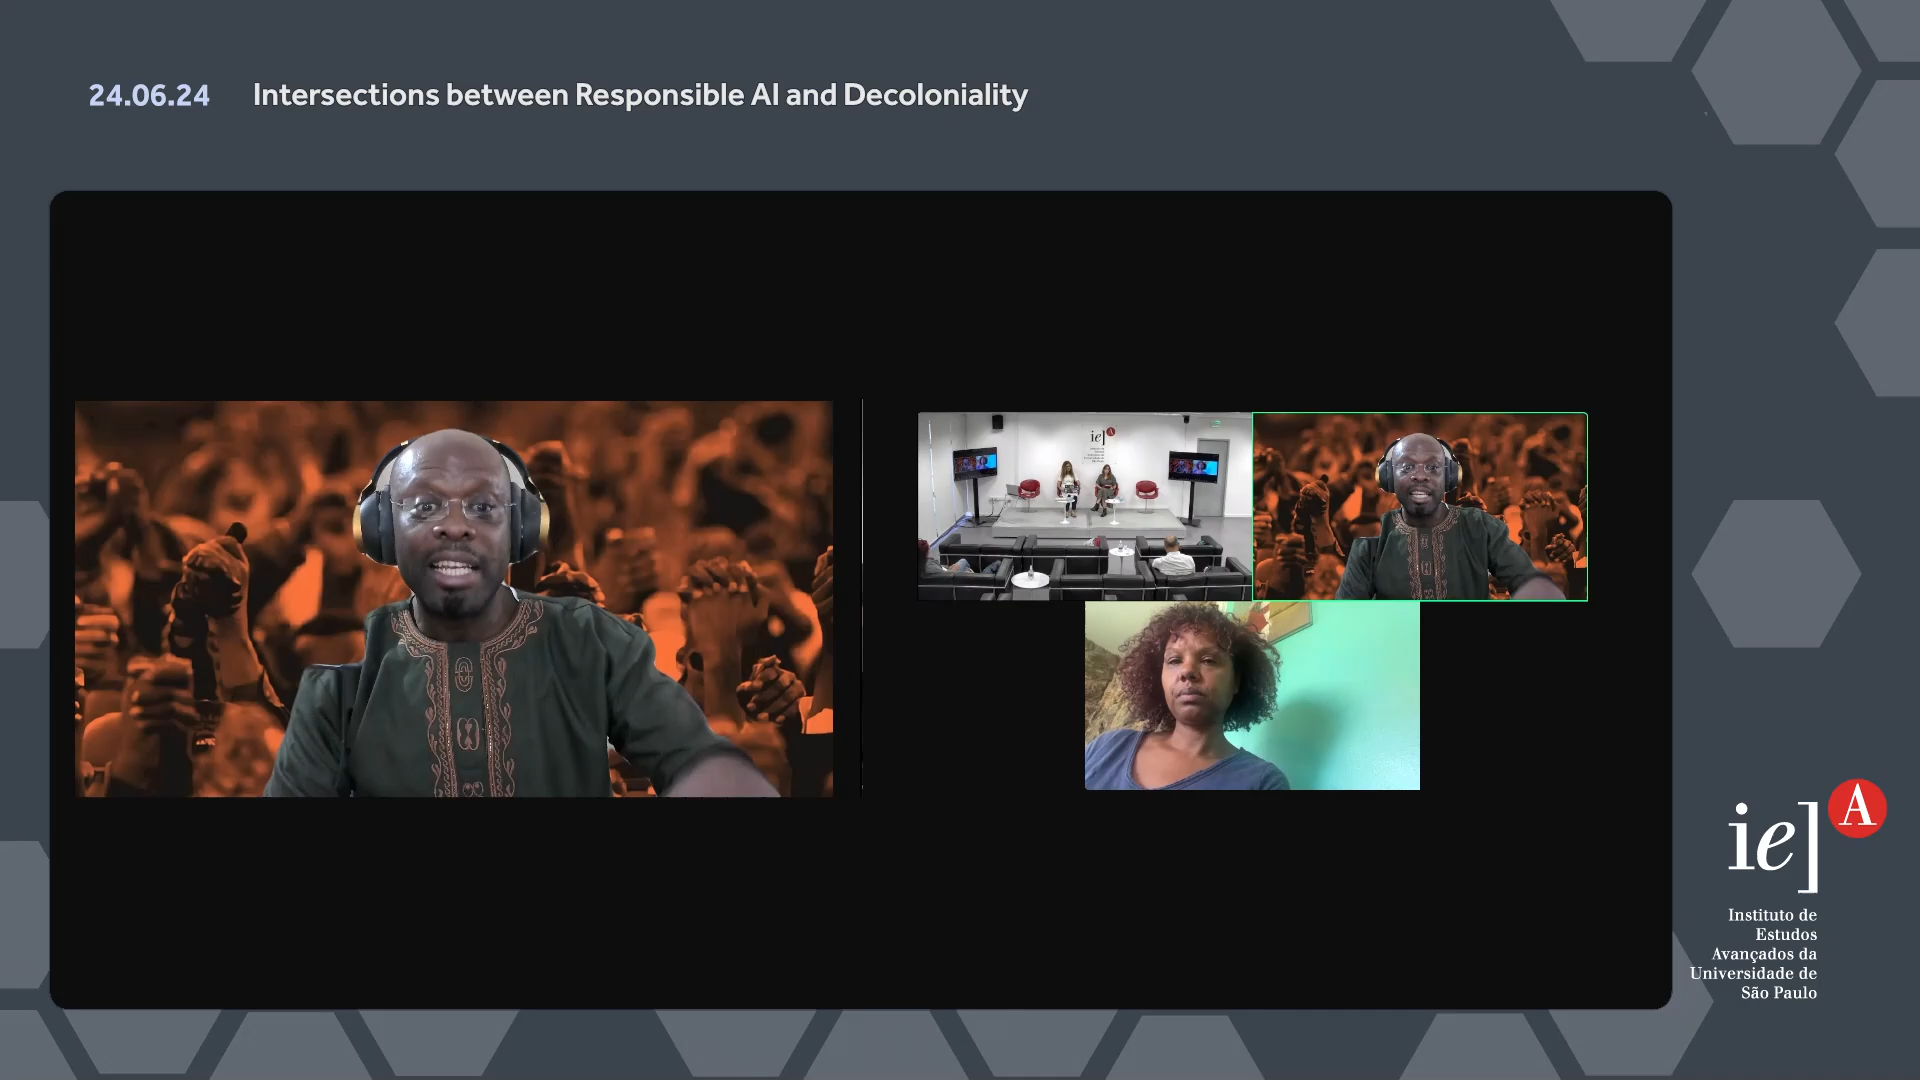 24.06.24 Intersections between Responsible AI and Decoloniality
ie]A
Instituto de
Estudos
Avançados da
Universidade de
São Paulo